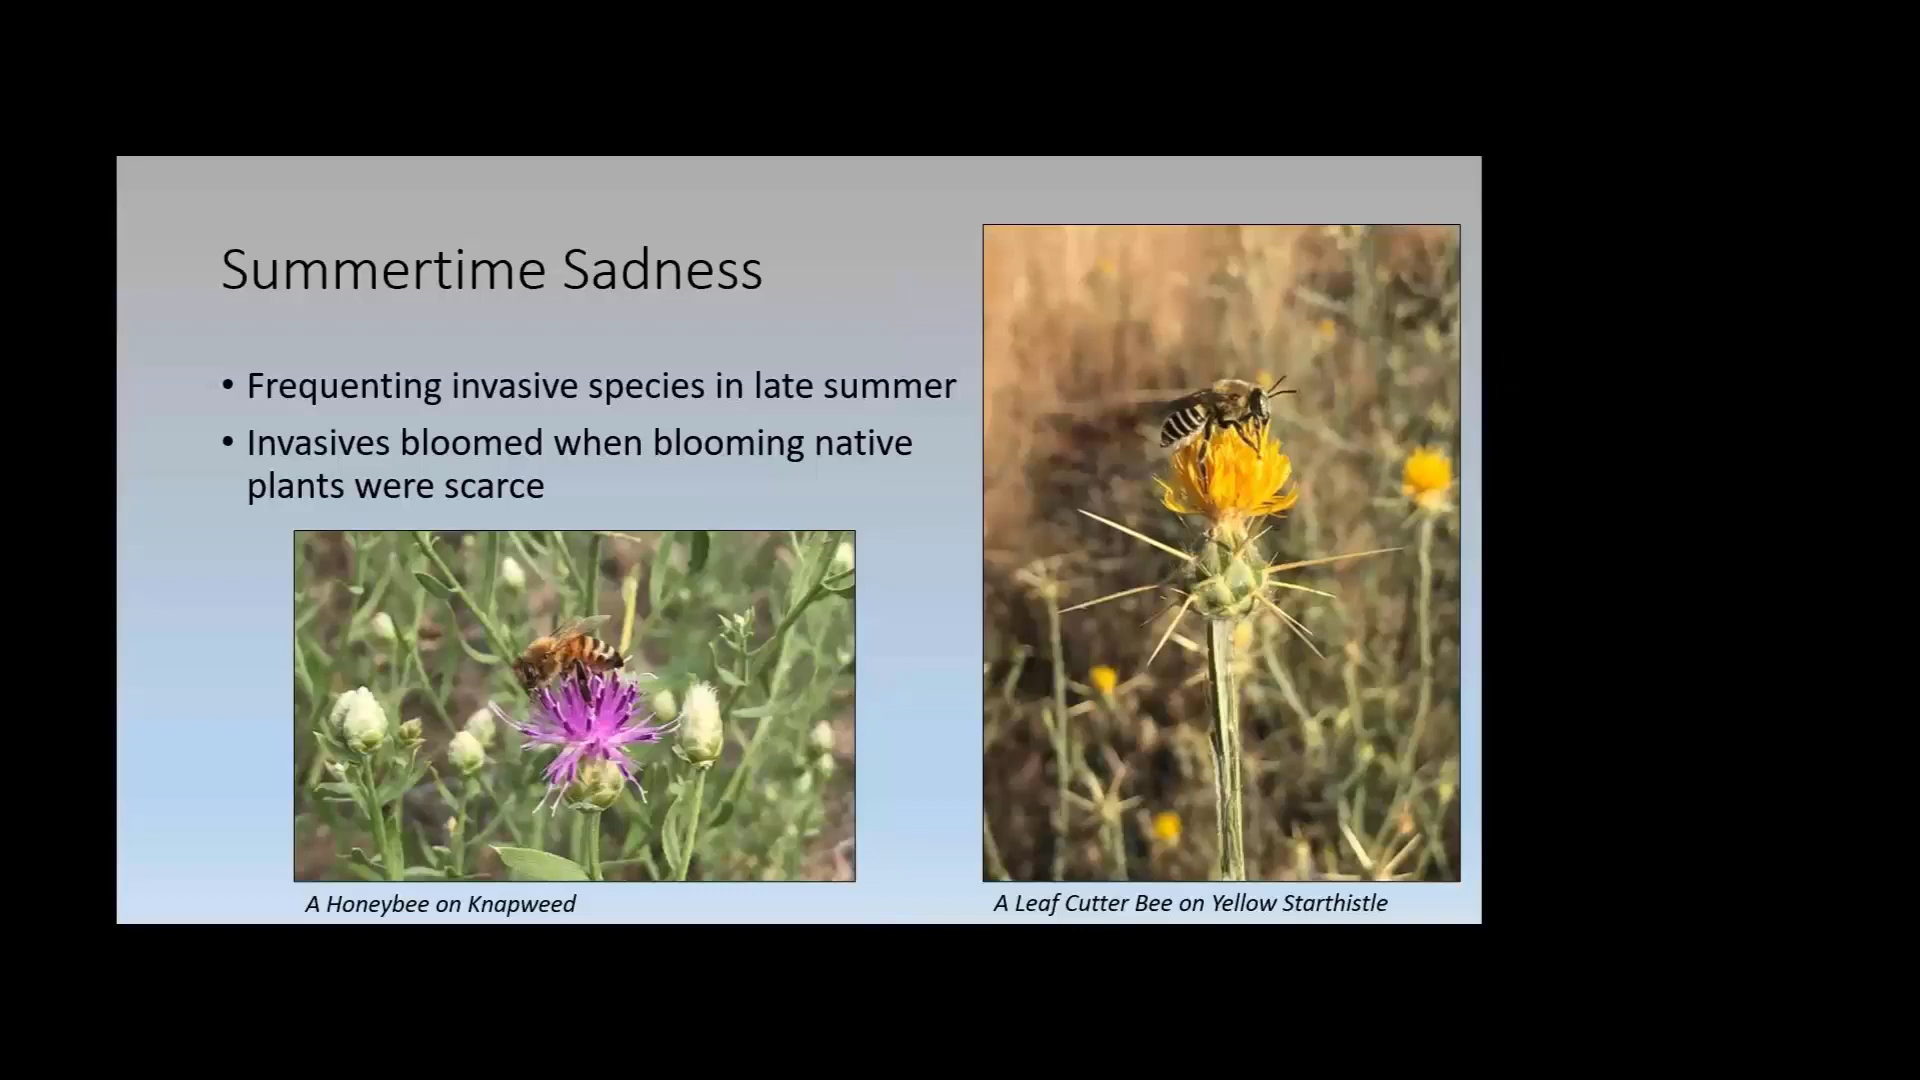 Summertime Sadness
• Frequenting invasive species in late summer
• Invasives bloomed when blooming native
plants were scarce
A Honeybee on Knapweed
A Leaf Cutter Bee on Yellow Starthistle